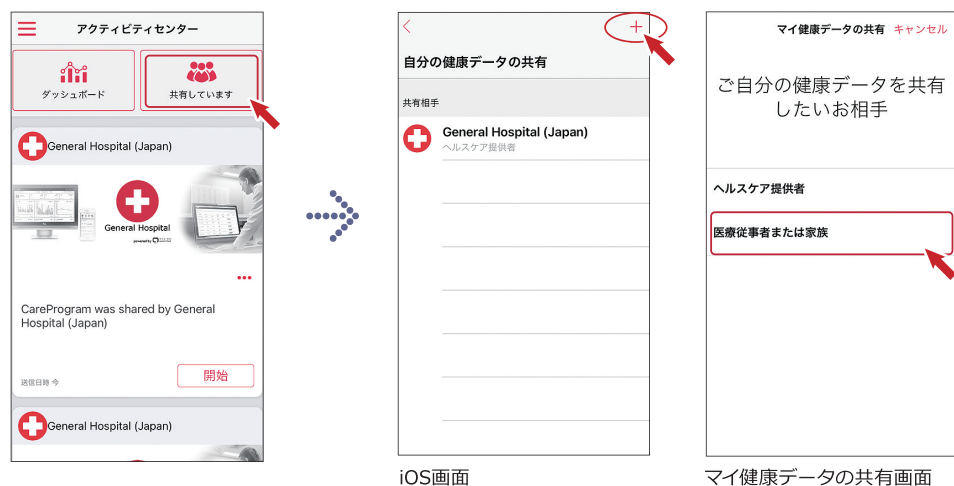 アクティビティセンター
ダッシュボード
共有しています
General Hospital (Japan)
General Hospital
CareProgram was shared by General
Hospital (Japan)
送信日時 今
開始
General Hospital (Japan)
自分の健康データの共有
共有相手
General Hospital (Japan)
ヘルスケア提供者
iOS画面
マイ健康データの共有 キャンセル
ご自分の健康データを共有
したいお相手
ヘルスケア提供者
医療従事者または家族
マイ健康データの共有画面